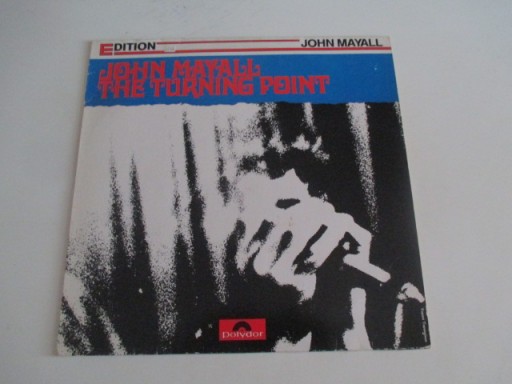 EDITION
JOHN MAYALL
JOHN MAYALL
THE TURNING POINT
Polydor